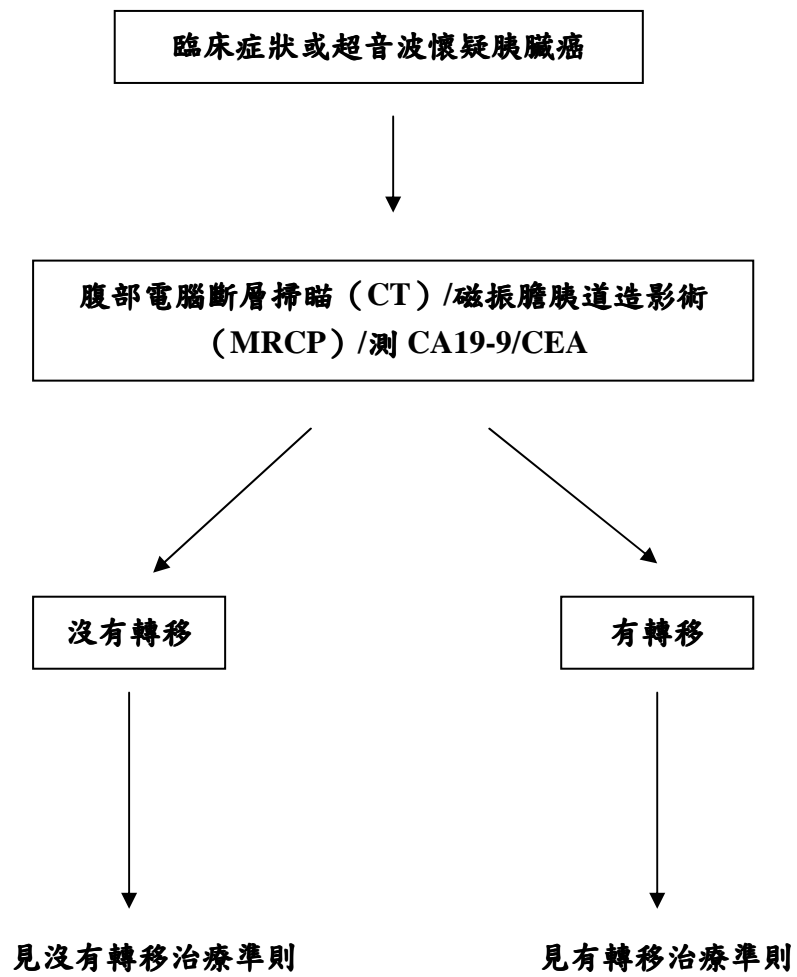 臨床症狀或超音波懷疑胰臟癌
腹部電腦斷層掃瞄（CT）/磁振膽胰道造影術
（MRCP）/測 CA19-9/CEA
沒有轉移
有轉移
見沒有轉移治療準則
見有轉移治療準則